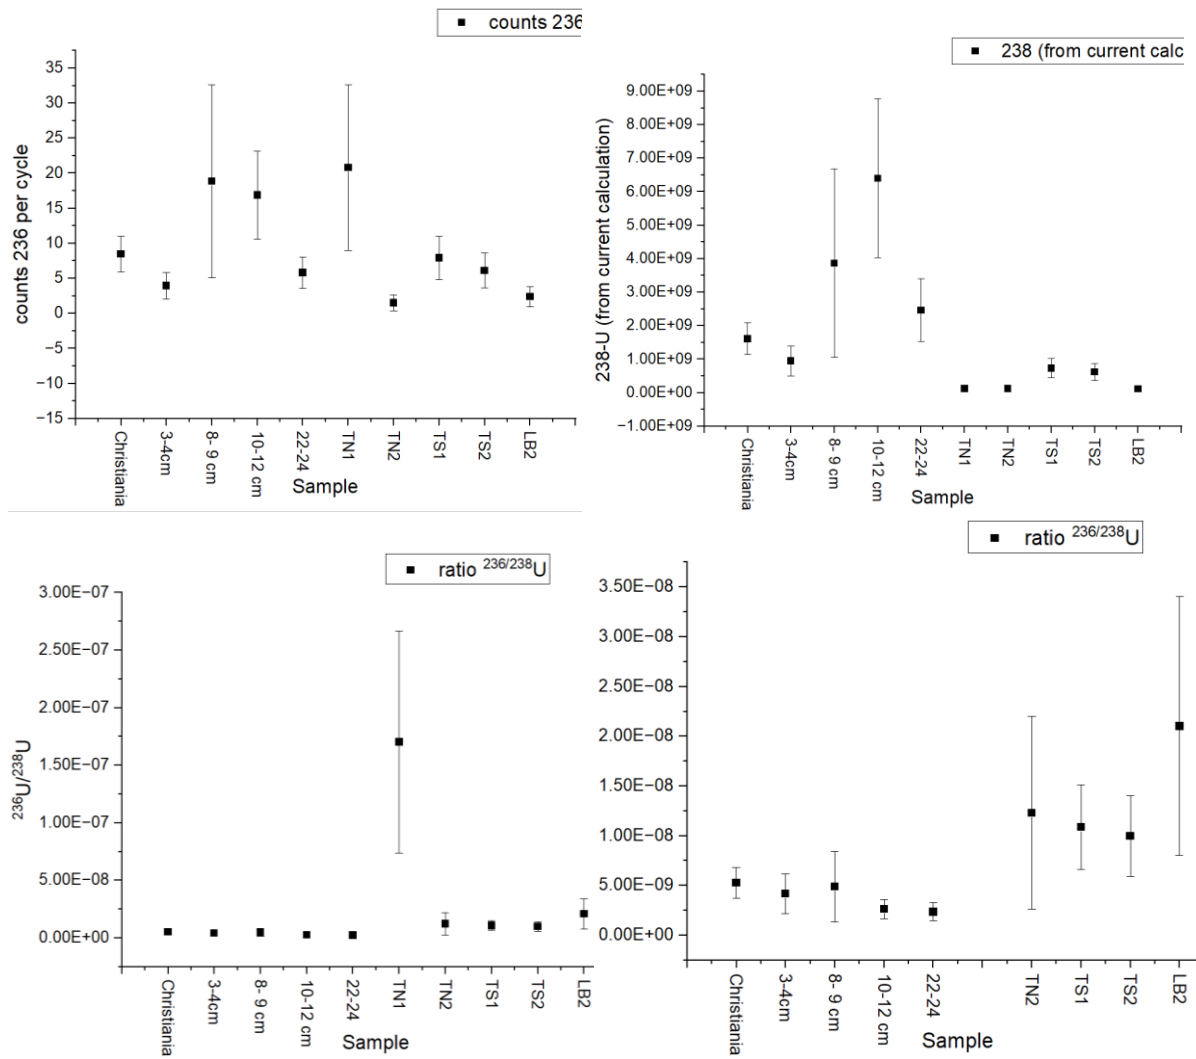 counts 236
35
30
25
20
15
10
5
0
−5
−10
−15
counts 236 per cycle
Christiania
3-4cm
8- 9 cm
10-12 cm
22-24
TN1
TN2
TS1
TS2
LB2
Sample
238 (from current calc
9.00E+09
8.00E+09
7.00E+09
6.00E+09
5.00E+09
4.00E+09
3.00E+09
2.00E+09
1.00E+09
0.00E+00
−1.00E+09
238-U (from current calculation)
Christiania
3-4cm
8- 9 cm
10-12 cm
22-24
TN1
TN2
TS1
TS2
LB2
Sample
ratio 236/238U
3.00E−07
2.50E−07
2.00E−07
1.50E−07
1.00E−07
5.00E−08
0.00E+00
236U/238U
Christiania
3-4cm
8- 9 cm
10-12 cm
22-24
TN1
TN2
TS1
TS2
LB2
Sample
ratio 236/238U
3.50E−08
3.00E−08
2.50E−08
2.00E−08
1.50E−08
1.00E−08
5.00E−09
0.00E+00
Christiania
3-4cm
8- 9 cm
10-12 cm
22-24
TN2
TS1
TS2
LB2
Sample